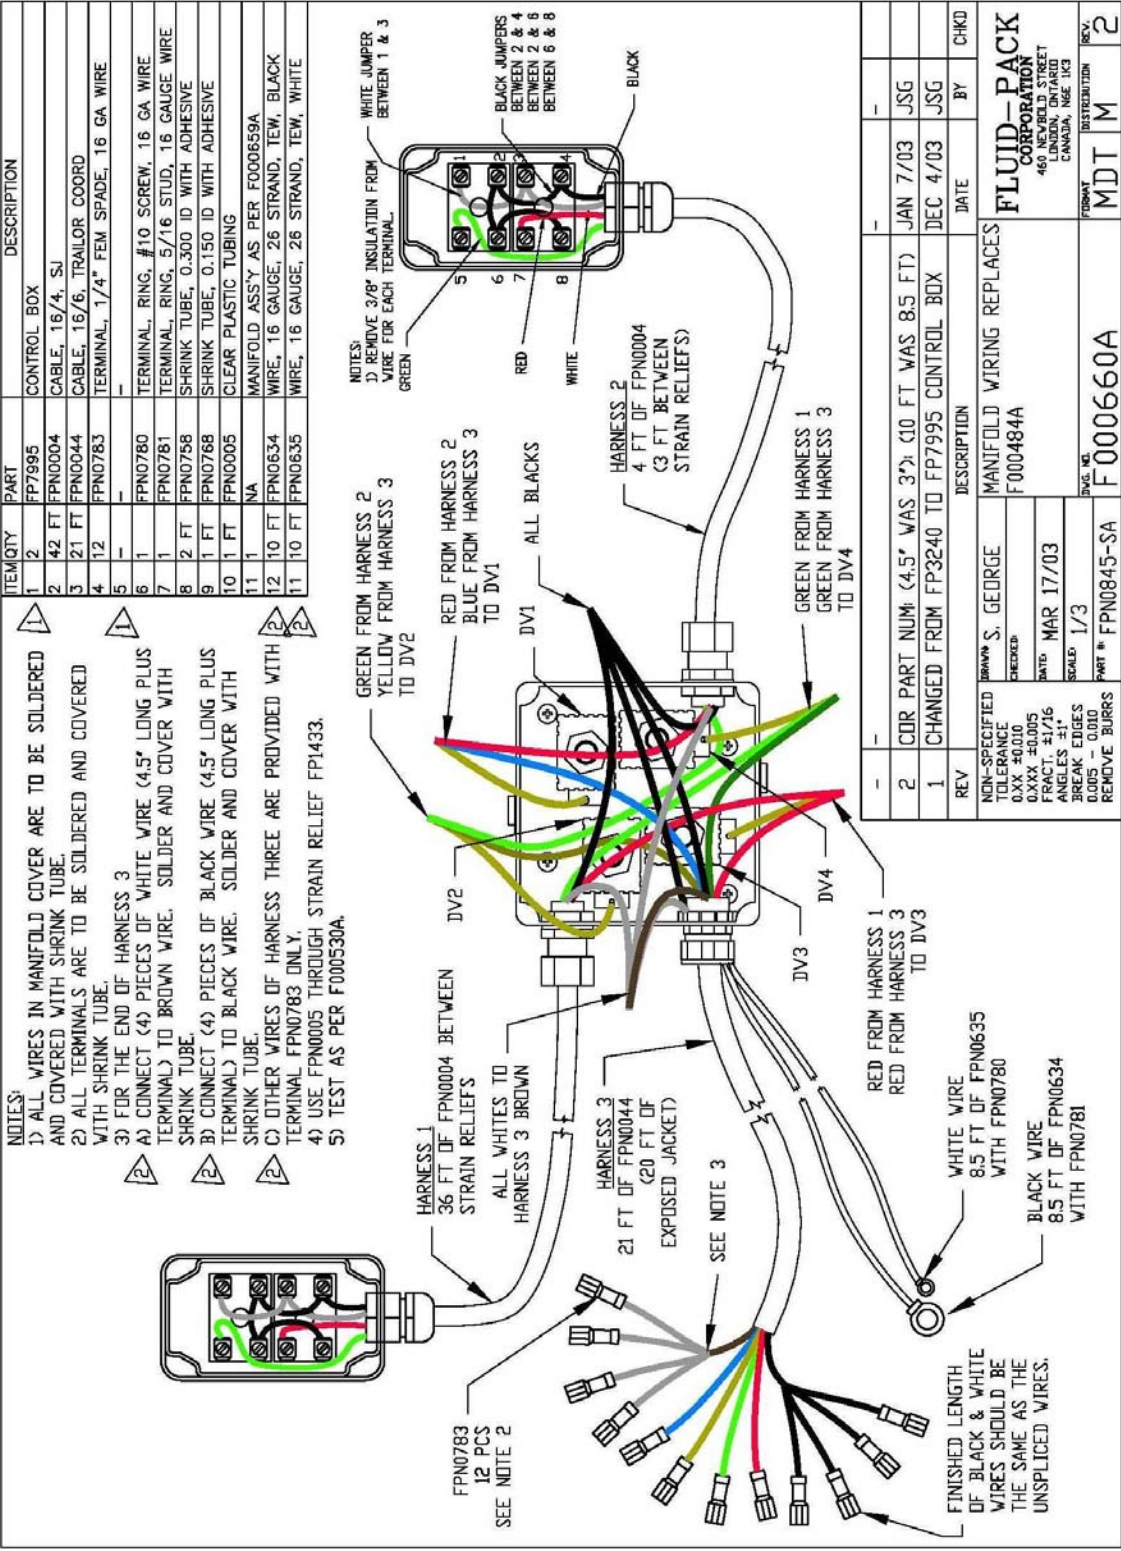 NOTES:
1) ALL WIRES IN MANIFOLD COVER ARE TO BE SOLDERED
AND COVERED WITH SHRINK TUBE.
2) ALL TERMINALS ARE TO BE SOLDERED AND COVERED
WITH SHRINK TUBE.
3) FOR THE END OF HARNESS 3
2 A) CONNECT (4) PIECES OF WHITE WIRE (4.5" LONG PLUS
TERMINAL) TO BROWN WIRE. SOLDER AND COVER WITH
SHRINK TUBE.
2 B) CONNECT (4) PIECES OF BLACK WIRE (4.5" LONG PLUS
TERMINAL) TO BLACK WIRE. SOLDER AND COVER WITH
SHRINK TUBE.
2 C) OTHER WIRES OF HARNESS THREE ARE PROVIDED WITH
TERMINAL FPN0783 ONLY.
4) USE FPN0005 THROUGH STRAIN RELIEF FP1433.
5) TEST AS PER F000530A.
ITEM QTY PART DESCRIPTION
1 1 2 FP7995 CONTROL BOX
2 42 FT FPN0004 CABLE, 16/4, SJ
3 21 FT FPN0044 CABLE, 16/6, TRAILOR COORD
4 12 FPN0783 TERMINAL, 1/4" FEM SPADE, 16 GA WIRE
1 5 - - -
6 1 FPN0780 TERMINAL, RING, #10 SCREW, 16 GA WIRE
7 1 FPN0781 TERMINAL, RING, 5/16 STUD, 16 GAUGE WIRE
8 2 FT FPN0758 SHRINK TUBE, 0.300 ID WITH ADHESIVE
9 1 FT FPN0768 SHRINK TUBE, 0.150 ID WITH ADHESIVE
10 1 FT FPN0005 CLEAR PLASTIC TUBING
11 1 NA MANIFOLD ASS'Y AS PER F000659A
2 12 10 FT FPN0634 WIRE, 16 GAUGE, 26 STRAND, TEW, BLACK
2 11 10 FT FPN0635 WIRE, 16 GAUGE, 26 STRAND, TEW, WHITE
NOTES:
1) REMOVE 3/8" INSULATION FROM
WIRE FOR EACH TERMINAL.
GREEN
WHITE JUMPER
BETWEEN 1 & 3
BLACK JUMPERS
BETWEEN 2 & 4
BETWEEN 2 & 6
BETWEEN 6 & 8
BLACK
RED
WHITE
5 6 7 8
1 2 3 4
HARNESS 1
36 FT OF FPN0004 BETWEEN
STRAIN RELIEFS
ALL WHITES TO
HARNESS 3 BROWN
GREEN FROM HARNESS 2
YELLOW FROM HARNESS 3
TO DV2
RED FROM HARNESS 2
BLUE FROM HARNESS 3
TO DV1
ALL BLACKS
DV1
DV2
DV3
DV4
HARNESS 2
4 FT OF FPN0004
(3 FT BETWEEN
STRAIN RELIEFS)
GREEN FROM HARNESS 1
GREEN FROM HARNESS 3
TO DV4
RED FROM HARNESS 1
RED FROM HARNESS 3
TO DV3
HARNESS 3
21 FT OF FPN0044
(20 FT OF
EXPOSED JACKET)
SEE NOTE 3
FPN0783
12 PCS
SEE NOTE 2
WHITE WIRE
8.5 FT OF FPN0635
WITH FPN0780
BLACK WIRE
8.5 FT OF FPN0634
WITH FPN0781
FINISHED LENGTH
OF BLACK & WHITE
WIRES SHOULD BE
THE SAME AS THE
UNSPLICED WIRES.
- - - -
2 COR PART NUM; (4.5" WAS 3"); (10 FT WAS 8.5 FT) JAN 7/03 JSG
1 CHANGED FROM FP3240 TO FP7995 CONTROL BOX DEC 4/03 JSG
REV DESCRIPTION DATE BY CHKD
NON-SPECIFIED
TOLERANCE
0.XX ±0.010
0.XXX ±0.005
FRACT. ±1/16
ANGLES ±1°
BREAK EDGES
0.005 - 0.010
REMOVE BURRS
DRAWN: S. GEORGE
CHECKED:
DATE: MAR 17/03
SCALE: 1/3
PART #: FPN0845-SA
MANIFOLD WIRING REPLACES
F000484A
DWG. NO.
F000660A
FLUID-PACK
CORPORATION
460 NEWBOLD STREET
LONDON, ONTARIO
CANADA, N6E 1K3
FORMAT
MDT
DISTRIBUTION
M
REV.
2